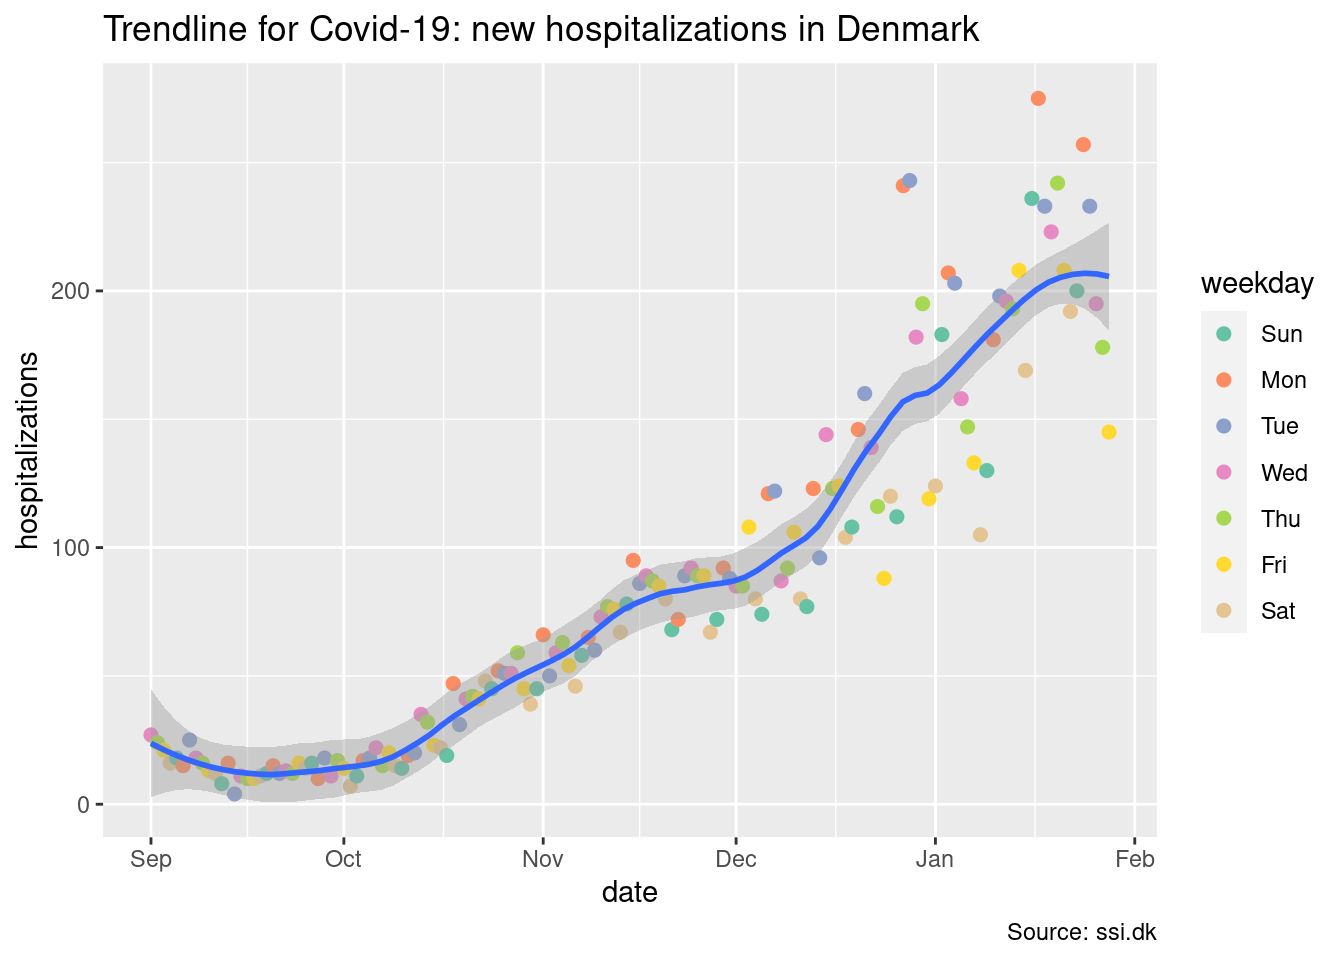 Trendline for Covid-19: new hospitalizations in Denmark
hospitalizations
200
100
0
Sep Oct Nov Dec Jan Feb
date
weekday
Sun
Mon
Tue
Wed
Thu
Fri
Sat
Source: ssi.dk